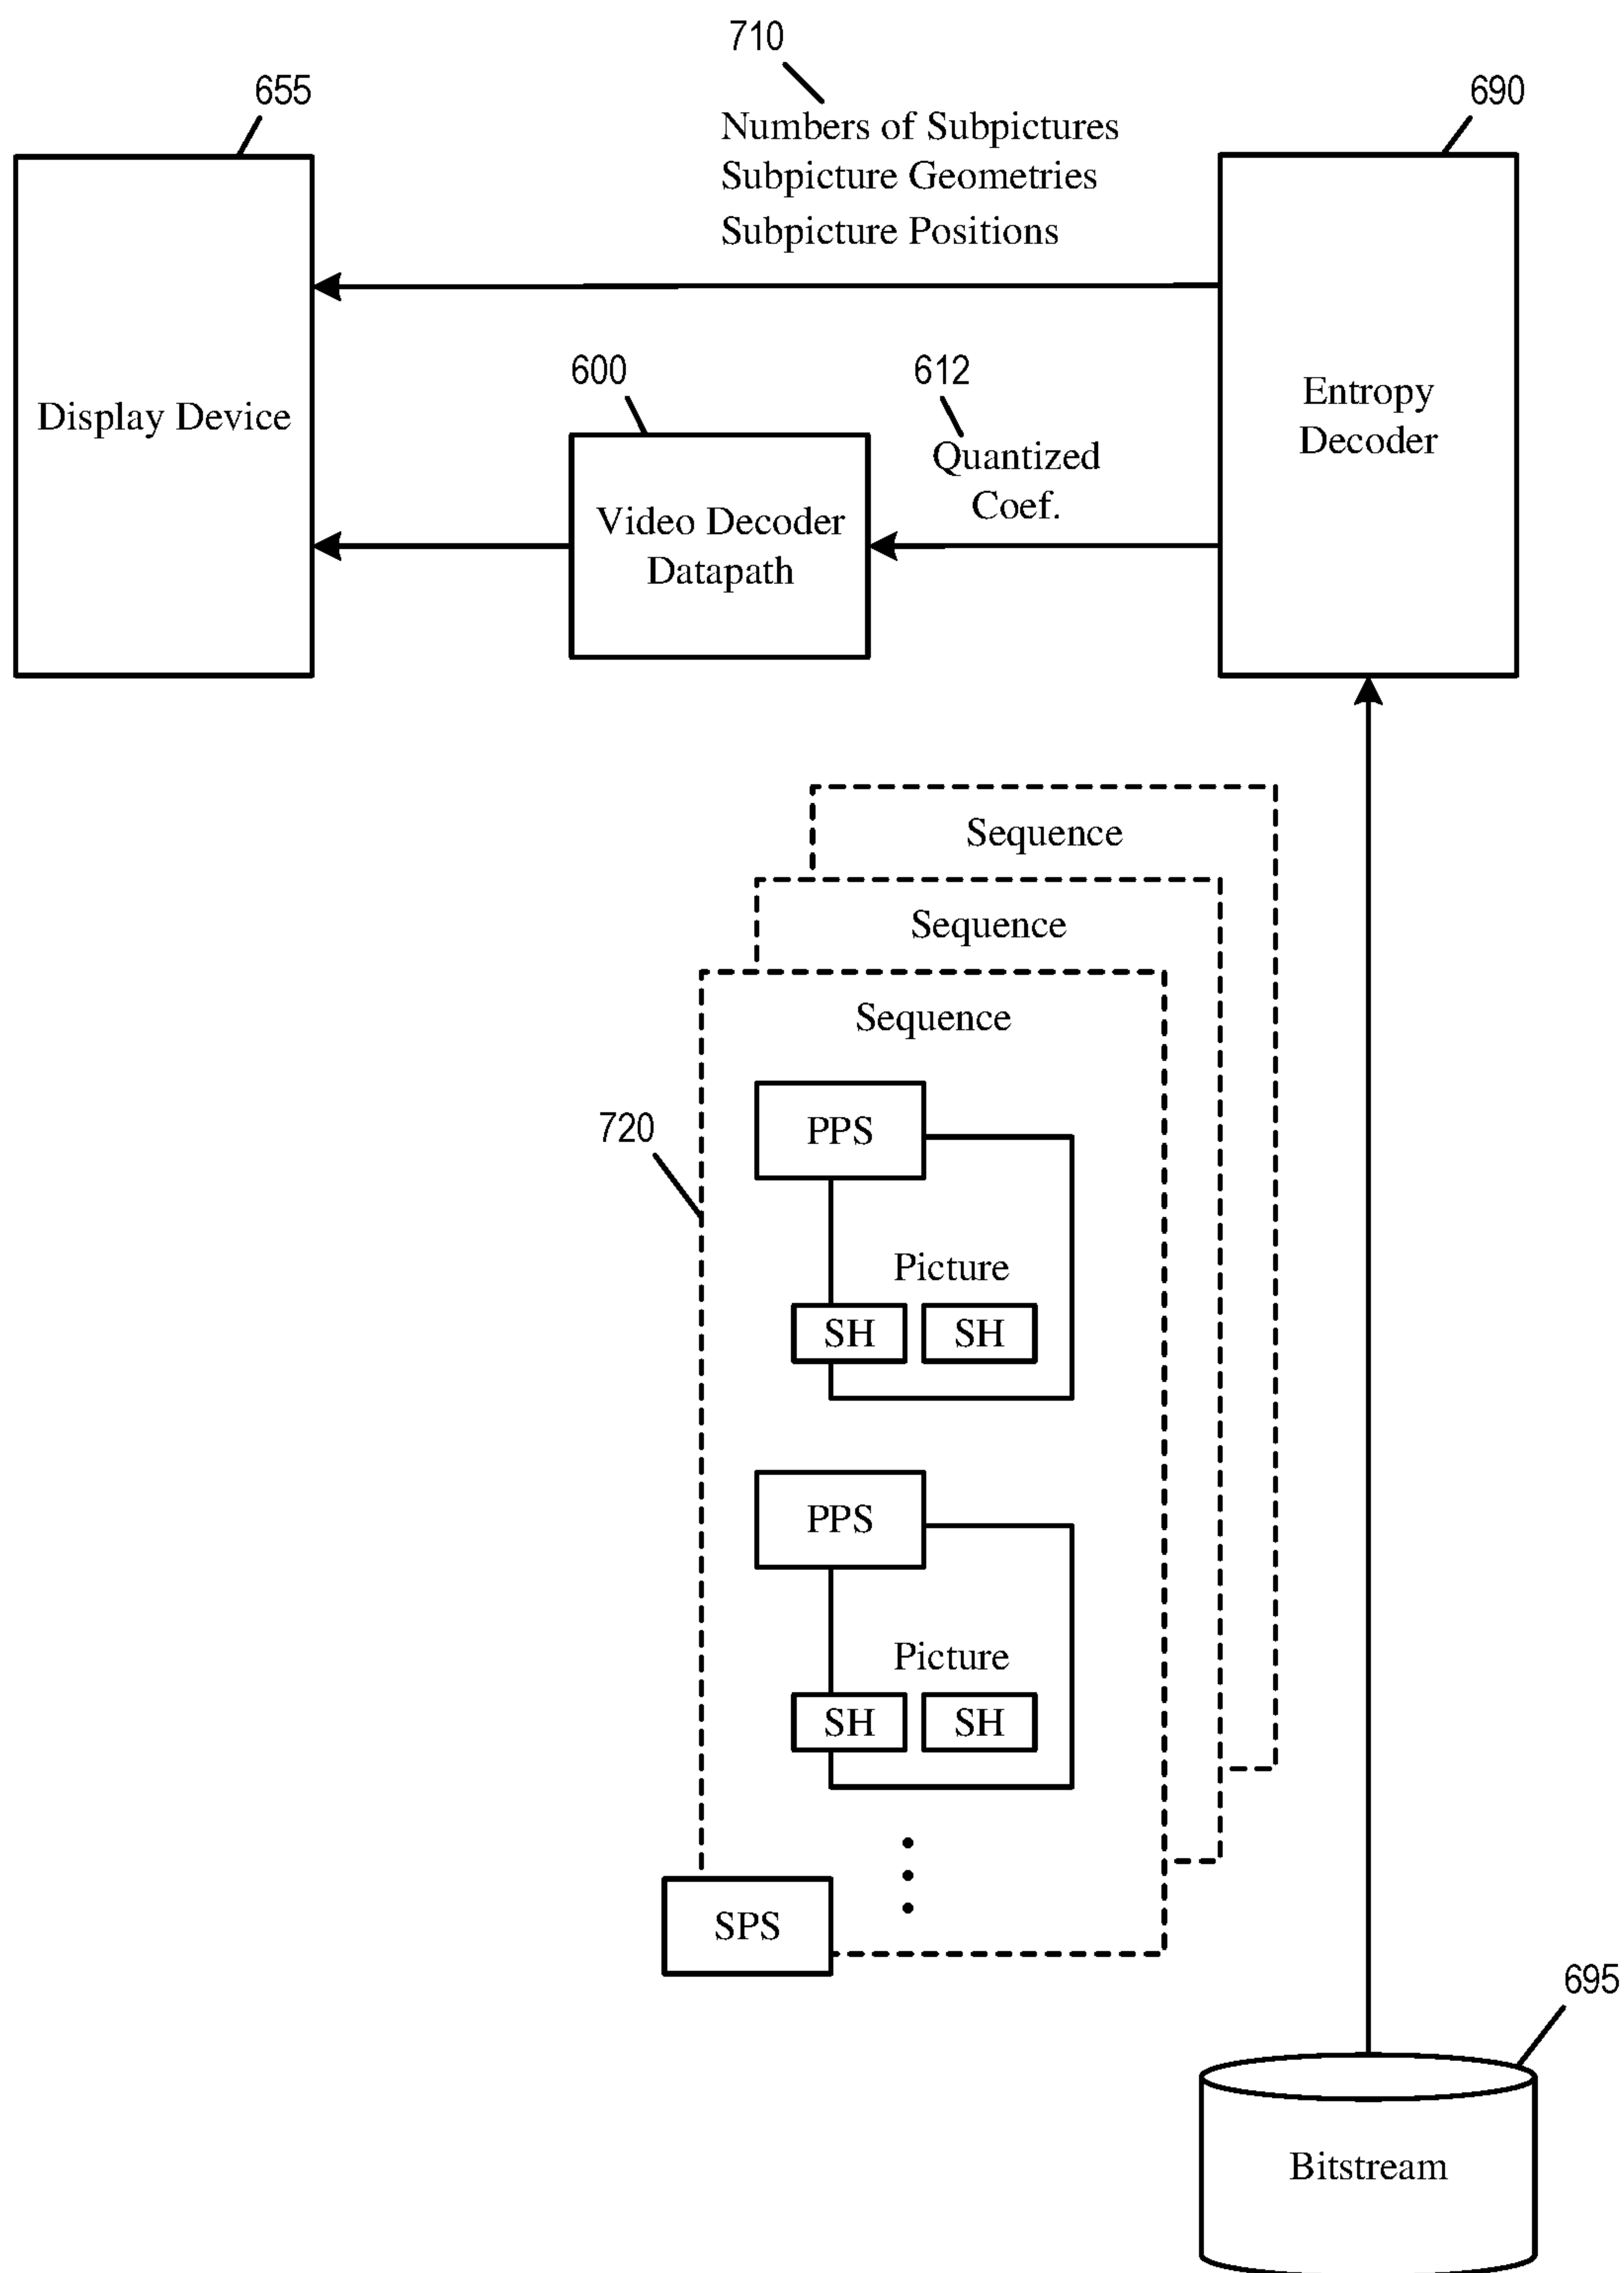 710
655
690
Numbers of Subpictures
Subpicture Geometries
Subpicture Positions
600
612
Display Device
Entropy
Decoder
Quantized
Coef.
Video Decoder
Datapath
Sequence
Sequence
Sequence
720
PPS
Picture
SH SH
PPS
Picture
SH SH
SPS
695
Bitstream